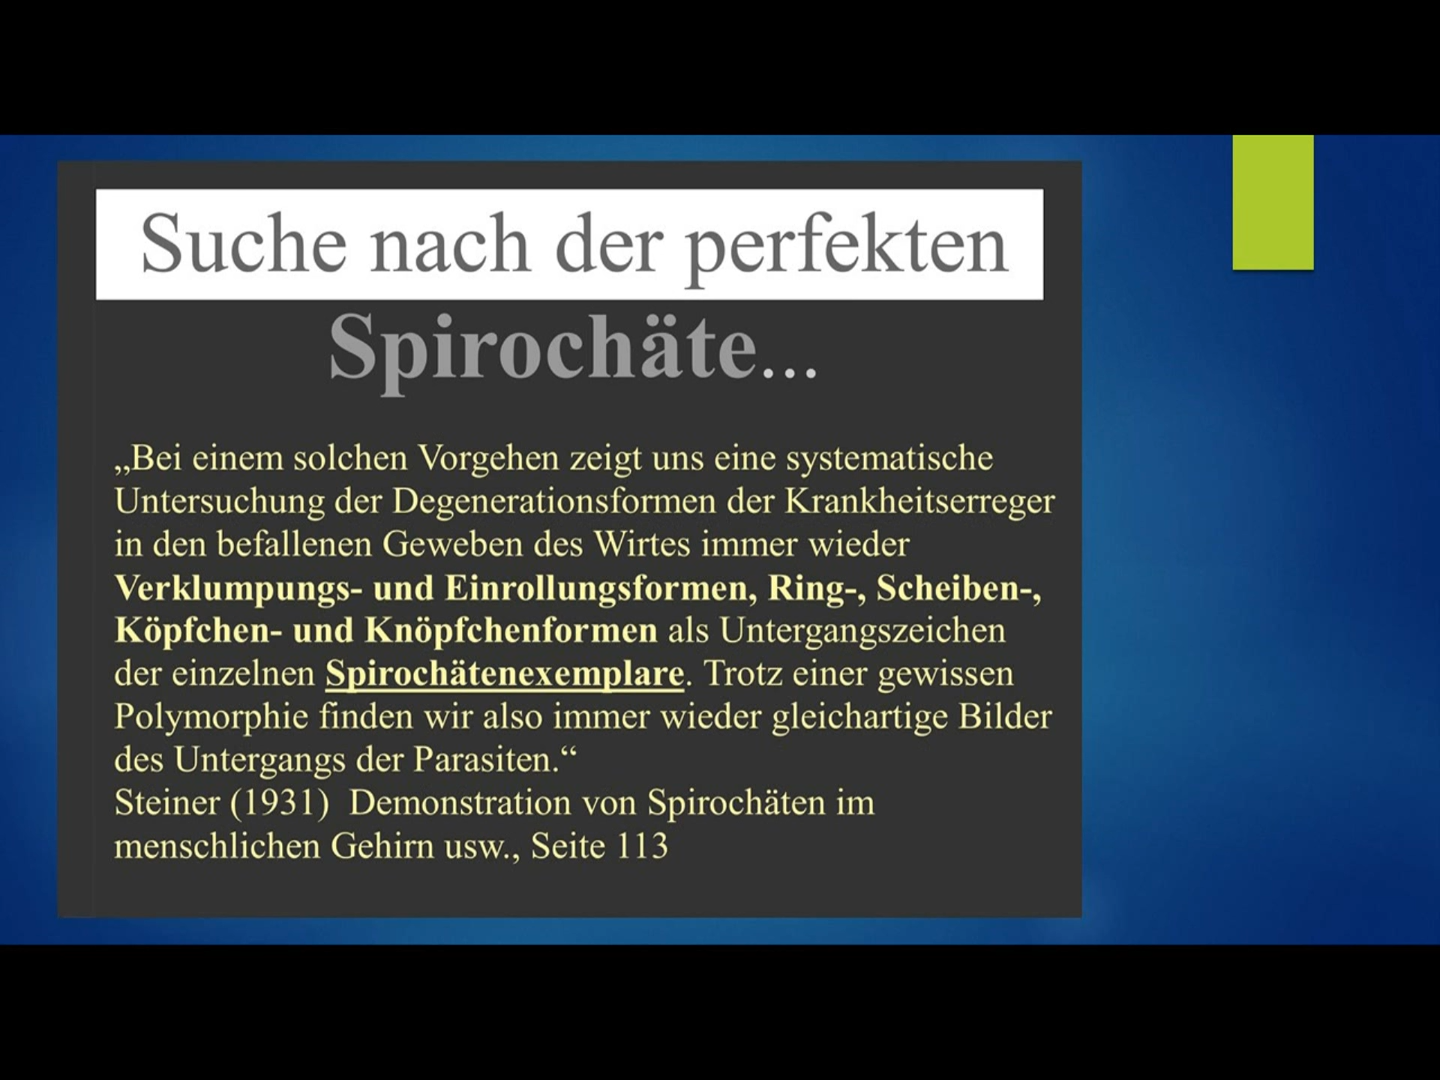 Suche nach der perfekten
Spirochäte...
„Bei einem solchen Vorgehen zeigt uns eine systematische
Untersuchung der Degenerationsformen der Krankheitserreger
in den befallenen Geweben des Wirtes immer wieder
Verklumpungs- und Einrollungsformen, Ring-, Scheiben-,
Köpfchen- und Knöpfchenformen als Untergangszeichen
der einzelnen Spirochätenexemplare. Trotz einer gewissen
Polymorphie finden wir also immer wieder gleichartige Bilder
des Untergangs der Parasiten.“
Steiner (1931) Demonstration von Spirochäten im
menschlichen Gehirn usw., Seite 113